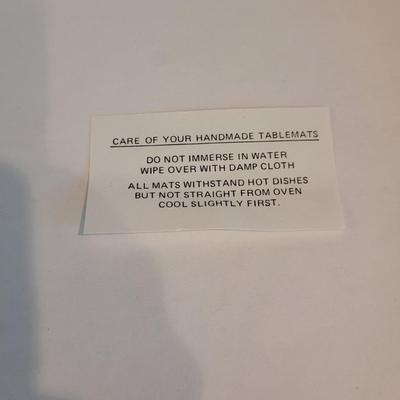 CARE OF YOUR HANDMADE TABLEMATS
DO NOT IMMERSE IN WATER
WIPE OVER WITH DAMP CLOTH
ALL MATS WITHSTAND HOT DISHES
BUT NOT STRAIGHT FROM OVEN
COOL SLIGHTLY FIRST.